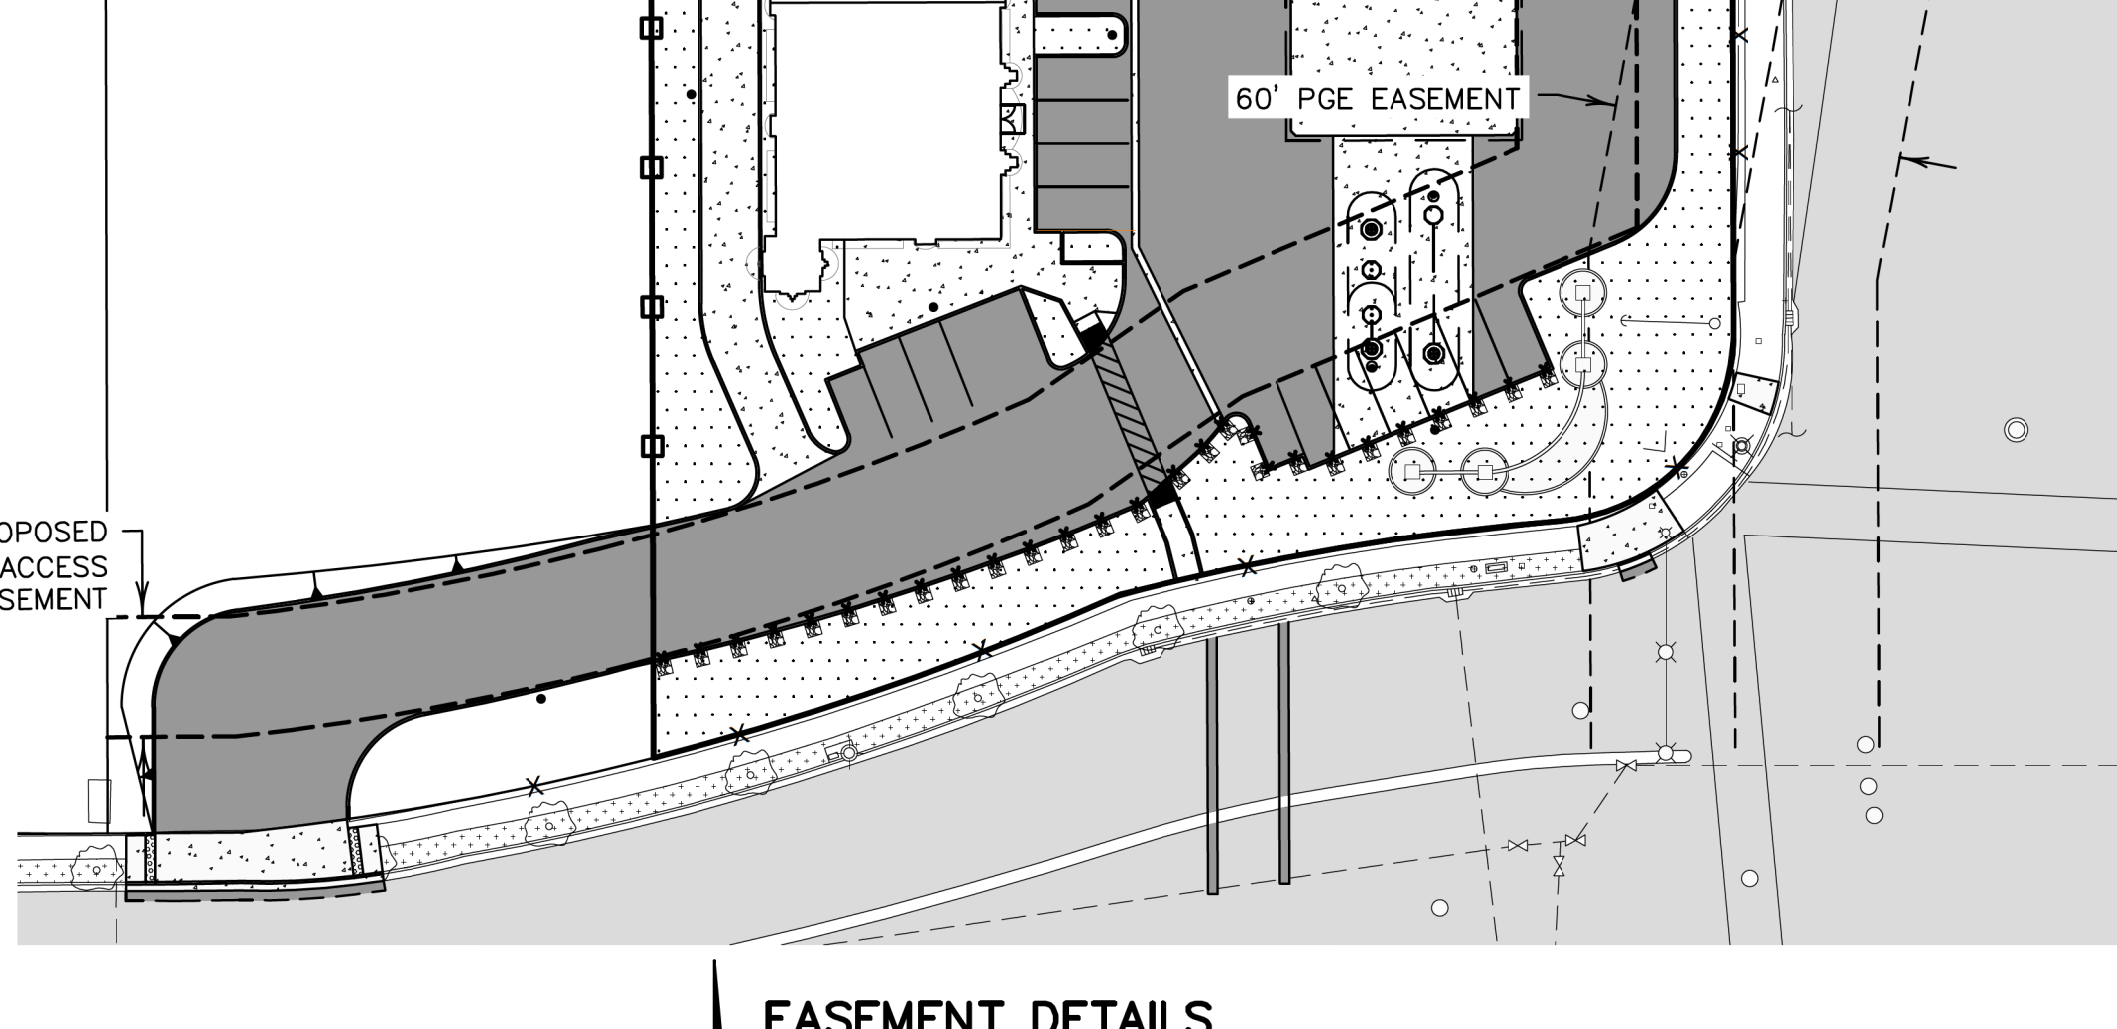 60' PGE EASEMENT
OPOSED
ACCESS
SEMENT
EASEMENT DETAILS